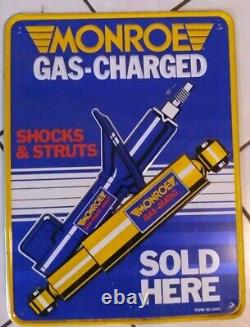 MONROE
GAS-CHARGED
SHOCKS
& STRUTS
MONROE
MONROE
GAS-MATIC
SOLD
HERE